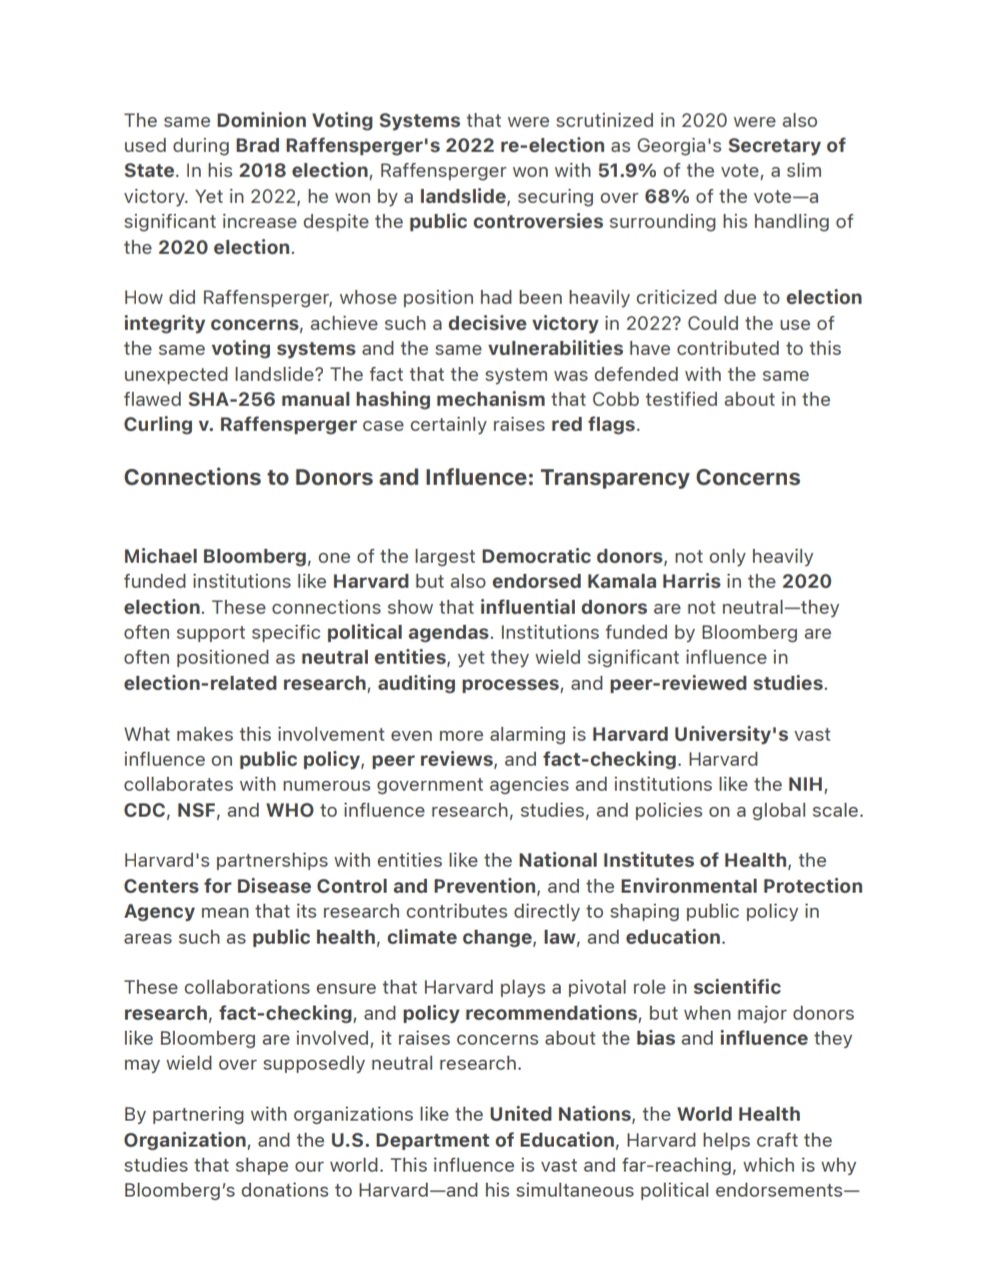 The same Dominion Voting Systems that were scrutinized in 2020 were also
used during Brad Raffensperger's 2022 re-election as Georgia's Secretary of
State. In his 2018 election, Raffensperger won with 51.9% of the vote, a slim
victory. Yet in 2022, he won by a landslide, securing over 68% of the vote—a
significant increase despite the public controversies surrounding his handling of
the 2020 election.
How did Raffensperger, whose position had been heavily criticized due to election
integrity concerns, achieve such a decisive victory in 2022? Could the use of
the same voting systems and the same vulnerabilities have contributed to this
unexpected landslide? The fact that the system was defended with the same
flawed SHA-256 manual hashing mechanism that Cobb testified about in the
Curling v. Raffensperger case certainly raises red flags.
Connections to Donors and Influence: Transparency Concerns
Michael Bloomberg, one of the largest Democratic donors, not only heavily
funded institutions like Harvard but also endorsed Kamala Harris in the 2020
election. These connections show that influential donors are not neutral—they
often support specific political agendas. Institutions funded by Bloomberg are
often positioned as neutral entities, yet they wield significant influence in
election-related research, auditing processes, and peer-reviewed studies.
What makes this involvement even more alarming is Harvard University's vast
influence on public policy, peer reviews, and fact-checking. Harvard
collaborates with numerous government agencies and institutions like the NIH,
CDC, NSF, and WHO to influence research, studies, and policies on a global scale.
Harvard's partnerships with entities like the National Institutes of Health, the
Centers for Disease Control and Prevention, and the Environmental Protection
Agency mean that its research contributes directly to shaping public policy in
areas such as public health, climate change, law, and education.
These collaborations ensure that Harvard plays a pivotal role in scientific
research, fact-checking, and policy recommendations, but when major donors
like Bloomberg are involved, it raises concerns about the bias and influence they
may wield over supposedly neutral research.
By partnering with organizations like the United Nations, the World Health
Organization, and the U.S. Department of Education, Harvard helps craft the
studies that shape our world. This influence is vast and far-reaching, which is why
Bloomberg's donations to Harvard—and his simultaneous political endorsements—